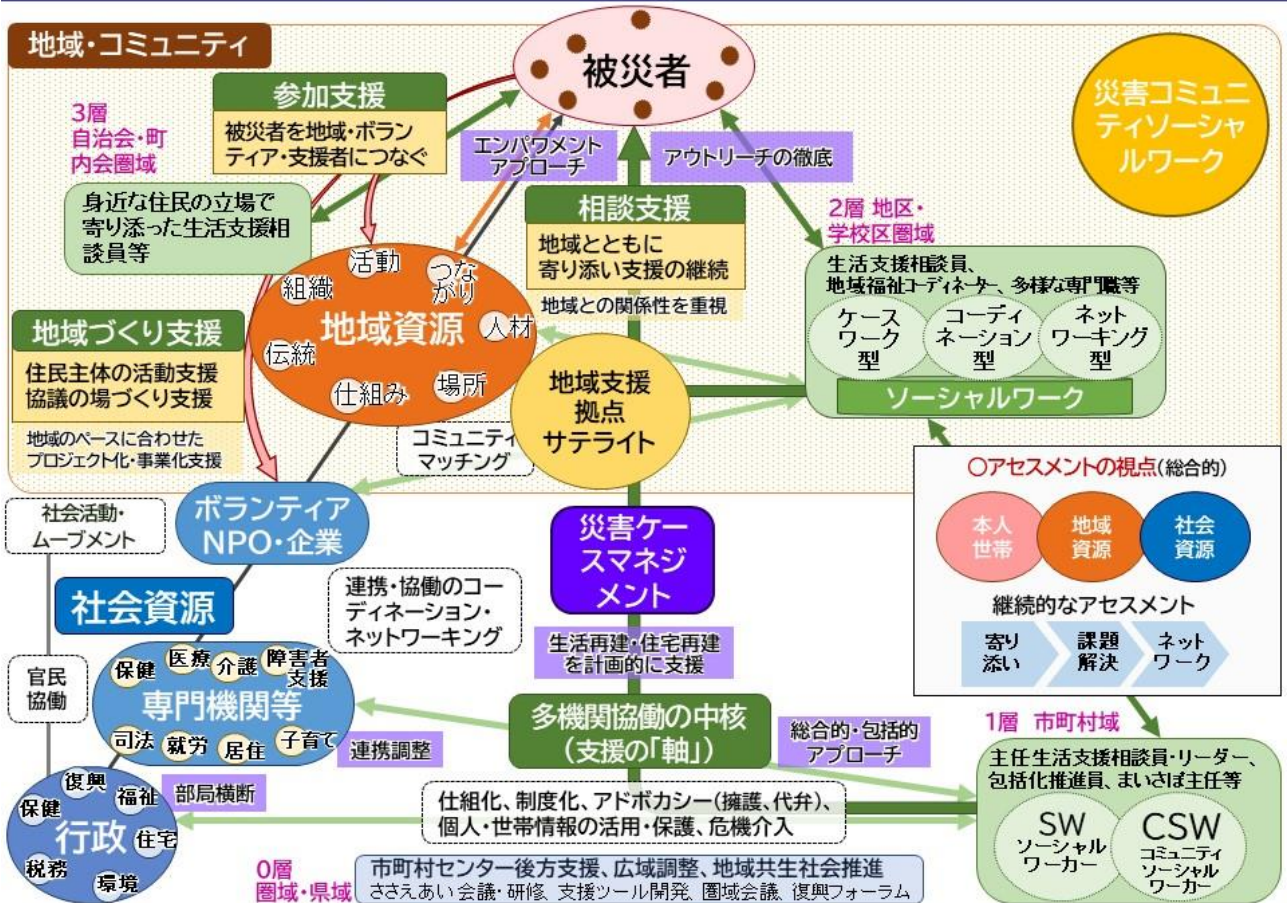 地域・コミュニティ
被災者
災害コミュニ
ティソーシャ
ルワーク
参加支援
被災者を地域・ボラン
ティア・支援者につなぐ
3層
自治会・町
内会圏域
身近な住民の立場で
寄り添った生活支援相
談員等
エンパワメント
アプローチ
アウトリーチの徹底
相談支援
地域とともに
寄り添い支援の継続
地域との関係性を重視
2層 地区・
学校区圏域
生活支援相談員、
地域福祉コーディネーター、多様な専門職等
ケース
ワーク
型
コーディ
ネーション
型
ネット
ワーキング
型
ソーシャルワーク
地域づくり支援
住民主体の活動支援
協議の場づくり支援
地域のペースに合わせた
プロジェクト化・事業化支援
活動
つな
がり
組織
地域資源
人材
伝統
仕組み
場所
地域支援
拠点
サテライト
コミュニティ
マッチング
社会活動・
ムーブメント
ボランティア
NPO・企業
災害ケー
スマネジ
メント
〇アセスメントの視点(総合的)
本人
世帯
地域
資源
社会
資源
継続的なアセスメント
寄り
添い
課題
解決
ネット
ワーク
社会資源
連携・協働のコー
ディネーション・
ネットワーキング
生活再建・住宅再建
を計画的に支援
官民
協働
保健
医療
介護
障害者
支援
専門機関等
司法
就労
居住
子育て
連携調整
多機関協働の中核
(支援の「軸」)
総合的・包括的
アプローチ
1層 市町村域
主任生活支援相談員・リーダー、
包括化推進員、まいさぽ主任等
SW
ソーシャル
ワーカー
CSW
コミュニティ
ソーシャル
ワーカー
部局横断
復興
保健
福祉
行政
住宅
税務
環境
仕組化、制度化、アドボカシー(擁護、代弁)、
個人・世帯情報の活用・保護、危機介入
0層
圏域・県域
市町村センター後方支援、広域調整、地域共生社会推進
ささえあい会議・研修、支援ツール開発、圏域会議、復興フォーラム